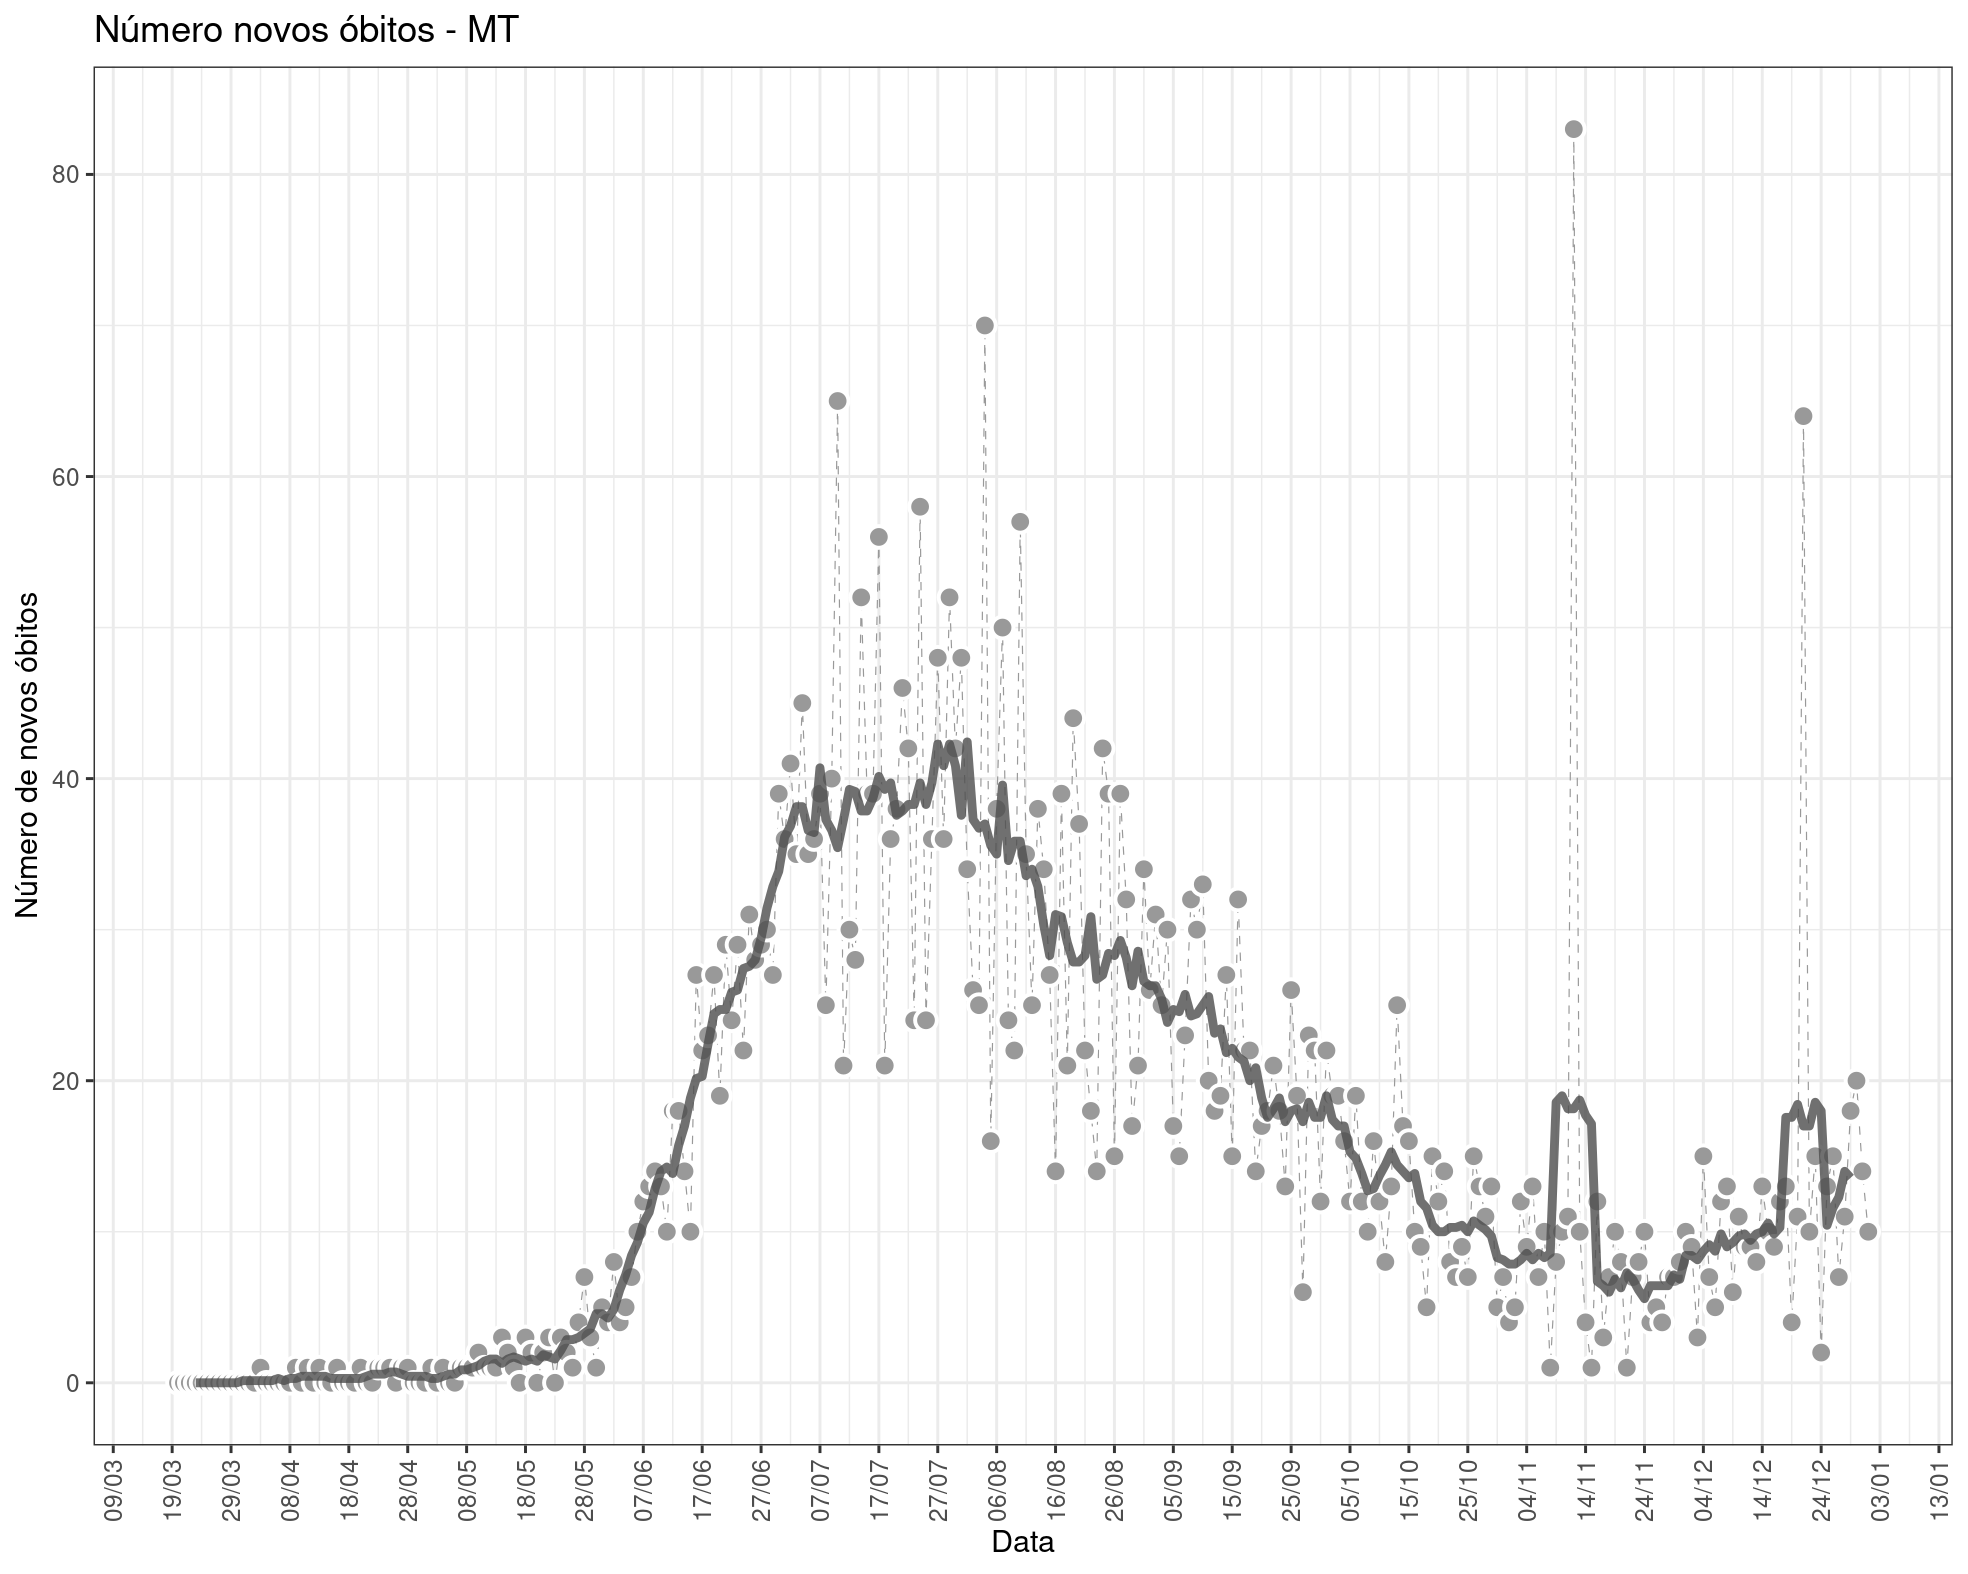 Número novos óbitos - MT
Número de novos óbitos
80
60
40
20
0
09/03 19/03 29/03 08/04 18/04 28/04 08/05 18/05 28/05 07/06 17/06 27/06 07/07 17/07 27/07 06/08 16/08 26/08 05/09 15/09 25/09 05/10 15/10 25/10 04/11 14/11 24/11 04/12 14/12 24/12 03/01 13/01
Data